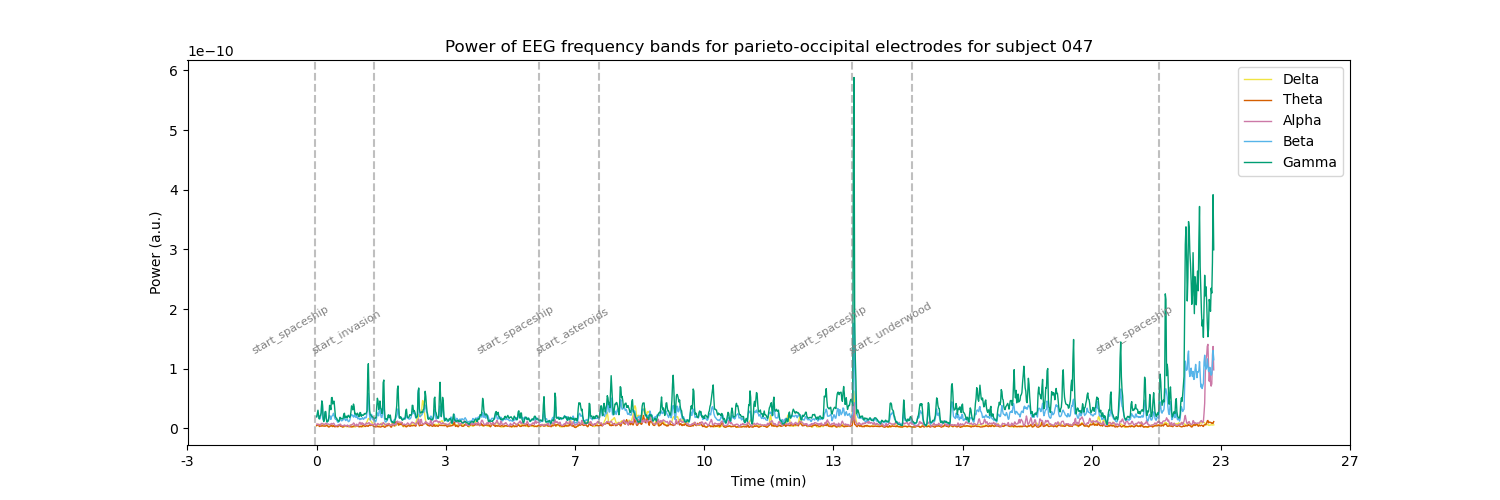 Power of EEG frequency bands for parieto-occipital electrodes for subject 047
1e−10
6
5
4
3
2
1
0
Power (a.u.)
start_spaceship
start_invasion
start_spaceship
start_asteroids
start_spaceship
start_underwood
start_spaceship
Delta
Theta
Alpha
Beta
Gamma
-3 0 3 7 10 13 17 20 23 27
Time (min)